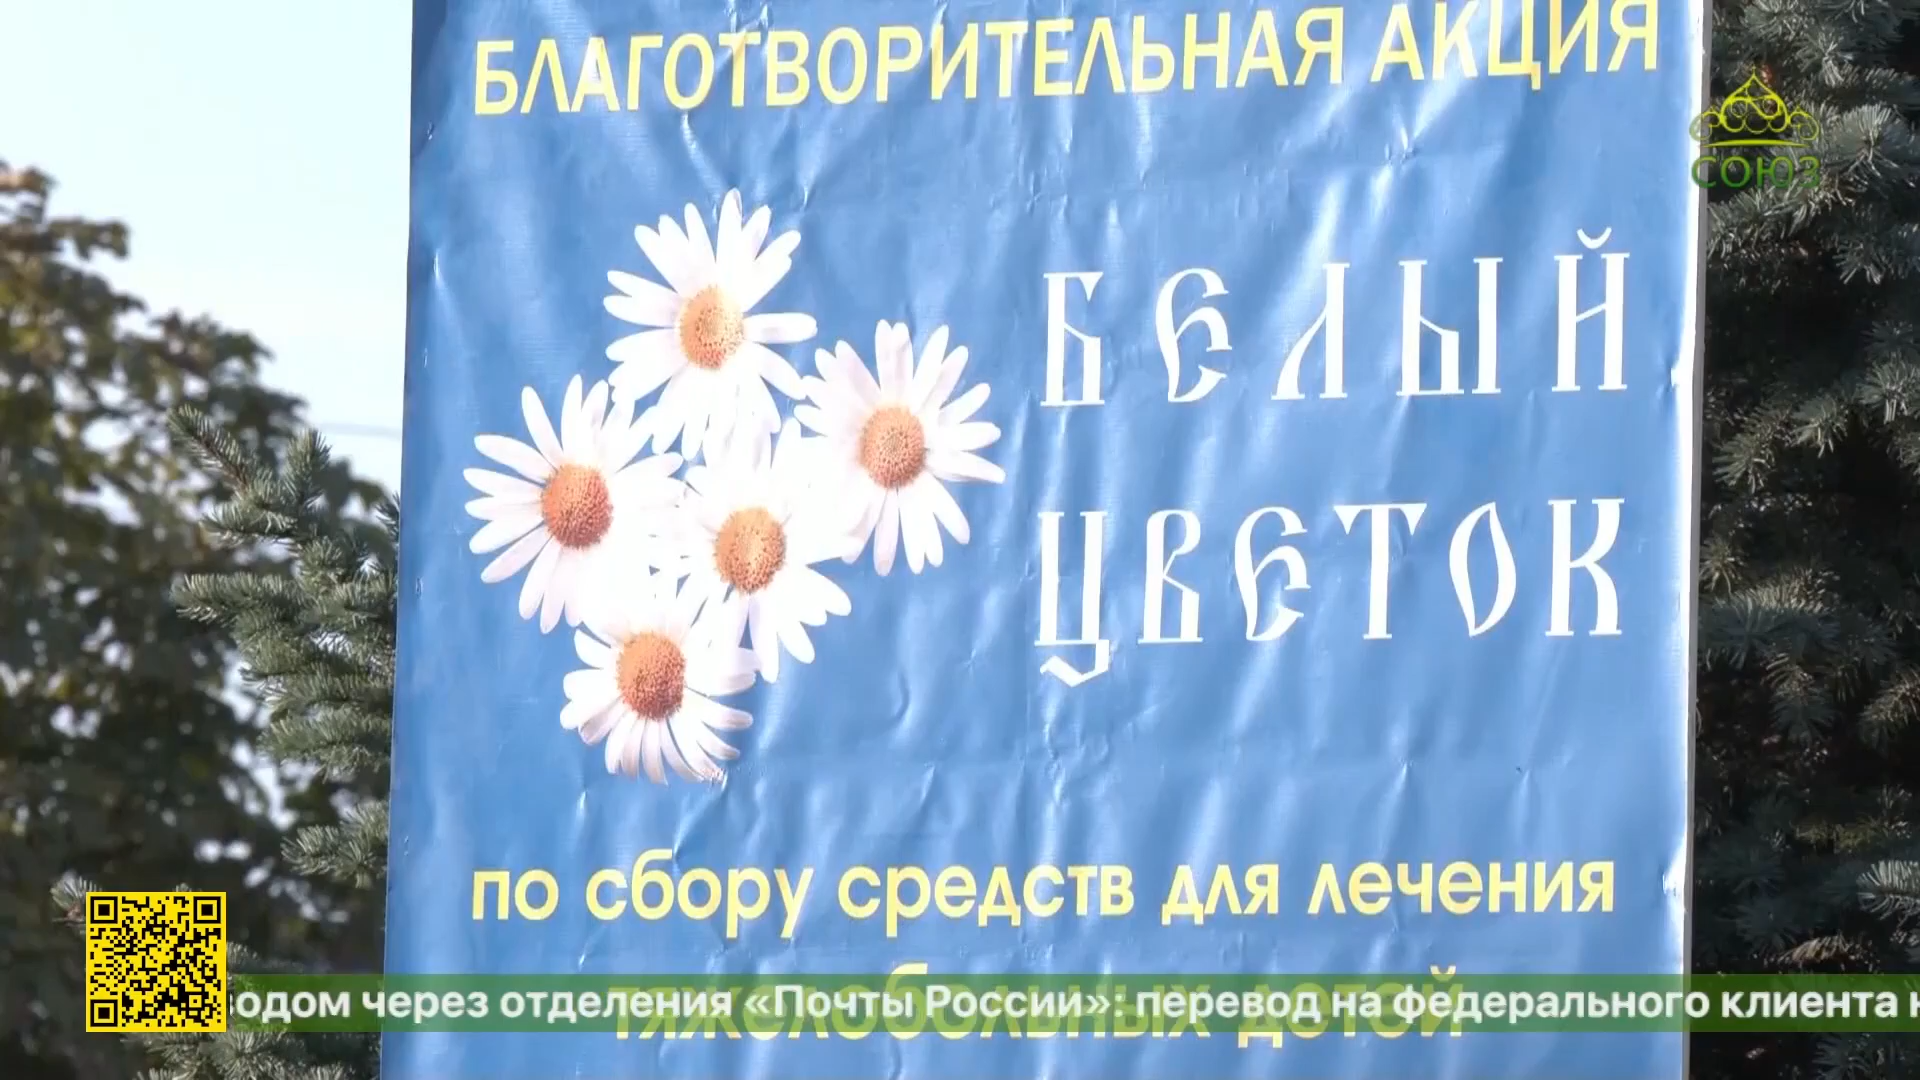 БЛАГОТВОРИТЕЛЬНАЯ АКЦИЯ
СОЮЗ
БЕЛЫЙ
ЦВЕТОК
по сбору средств для лечения
тяжелобольных детей
водом через отделения «Почты России»: перевод на федерального клиента н